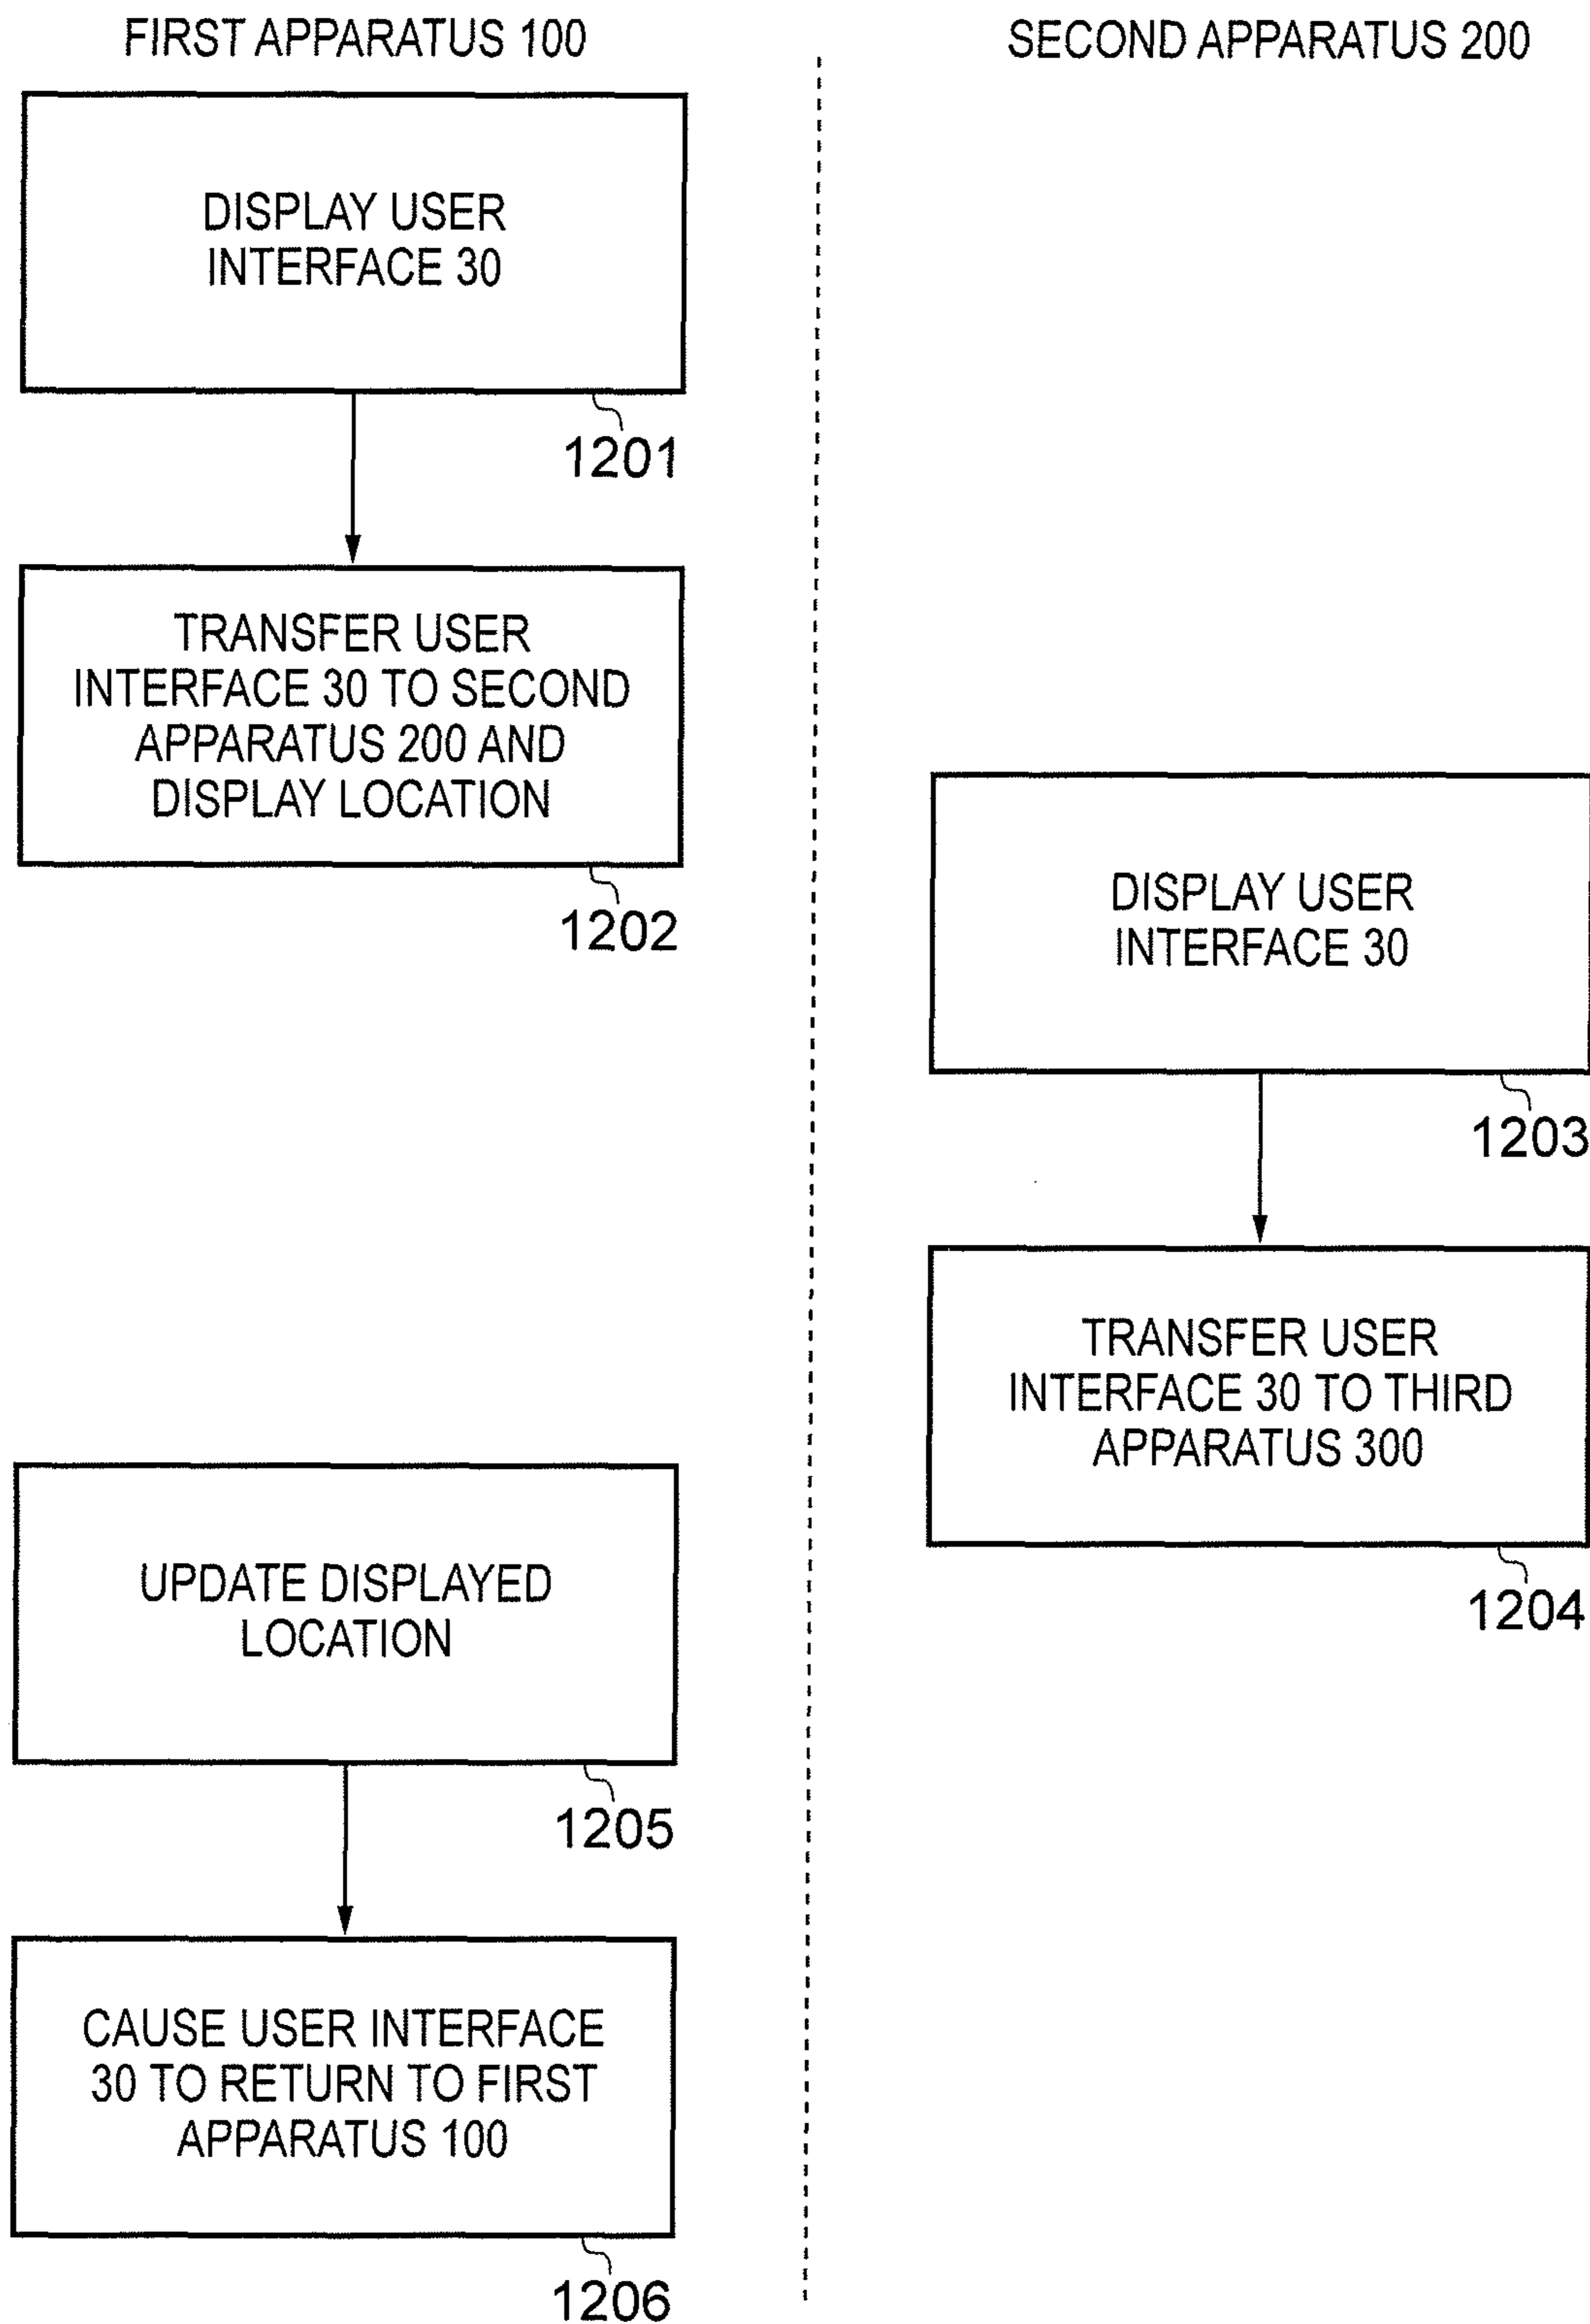 FIRST APPARATUS 100
SECOND APPARATUS 200
DISPLAY USER
INTERFACE 30
1201
TRANSFER USER
INTERFACE 30 TO SECOND
APPARATUS 200 AND
DISPLAY LOCATION
1202
DISPLAY USER
INTERFACE 30
1203
TRANSFER USER
INTERFACE 30 TO THIRD
APPARATUS 300
1204
UPDATE DISPLAYED
LOCATION
1205
CAUSE USER INTERFACE
30 TO RETURN TO FIRST
APPARATUS 100
1206